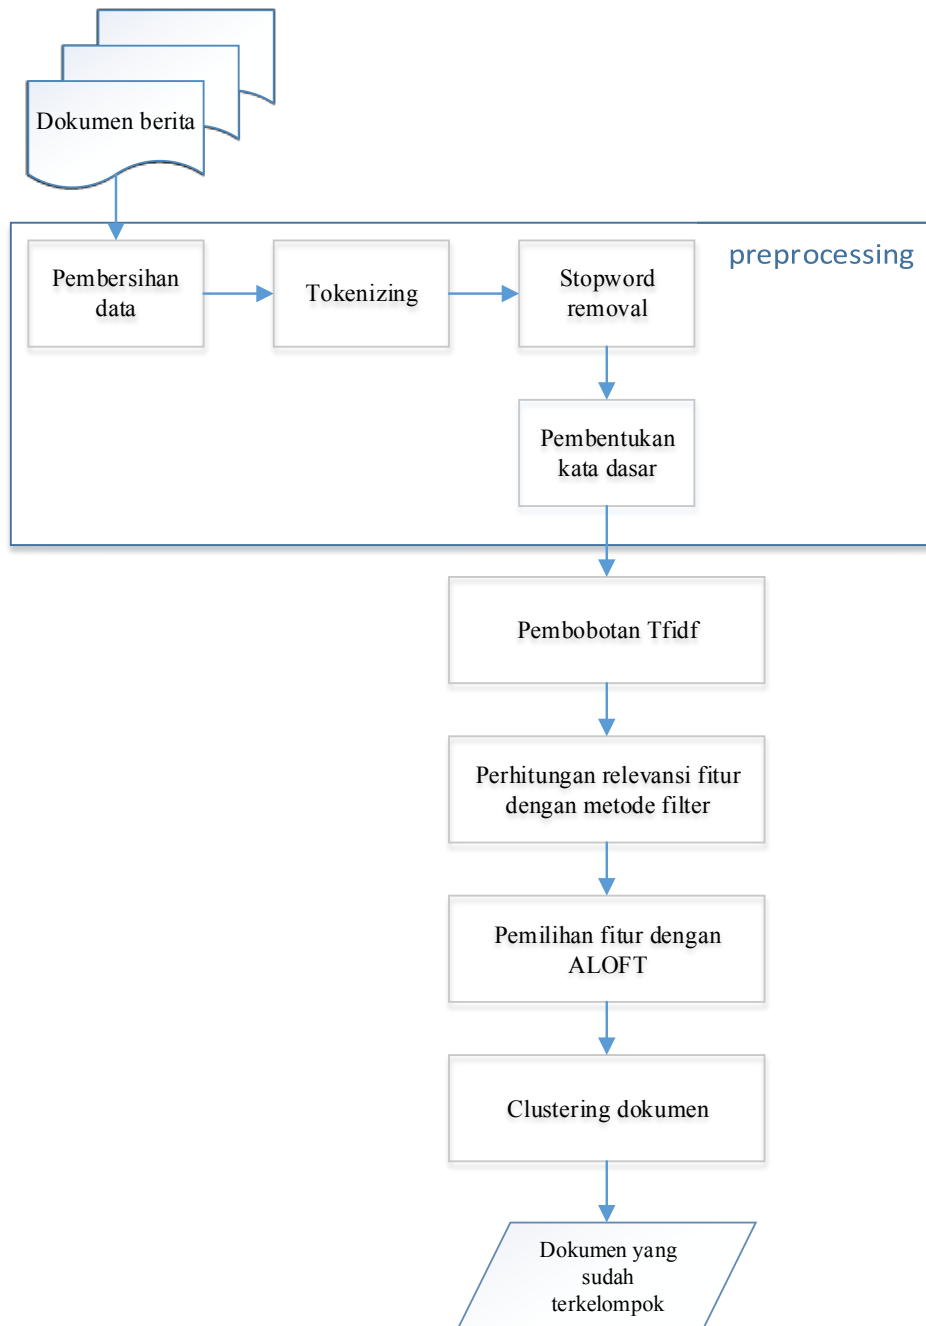 Dokumen berita
preprocessing
Pembersihan
data
Tokenizing
Stopword
removal
Pembentukan
kata dasar
Pembobotan Tfidf
Perhitungan relevansi fitur
dengan metode filter
Pemilihan fitur dengan
ALOFT
Clustering dokumen
Dokumen yang
sudah
terkelompok